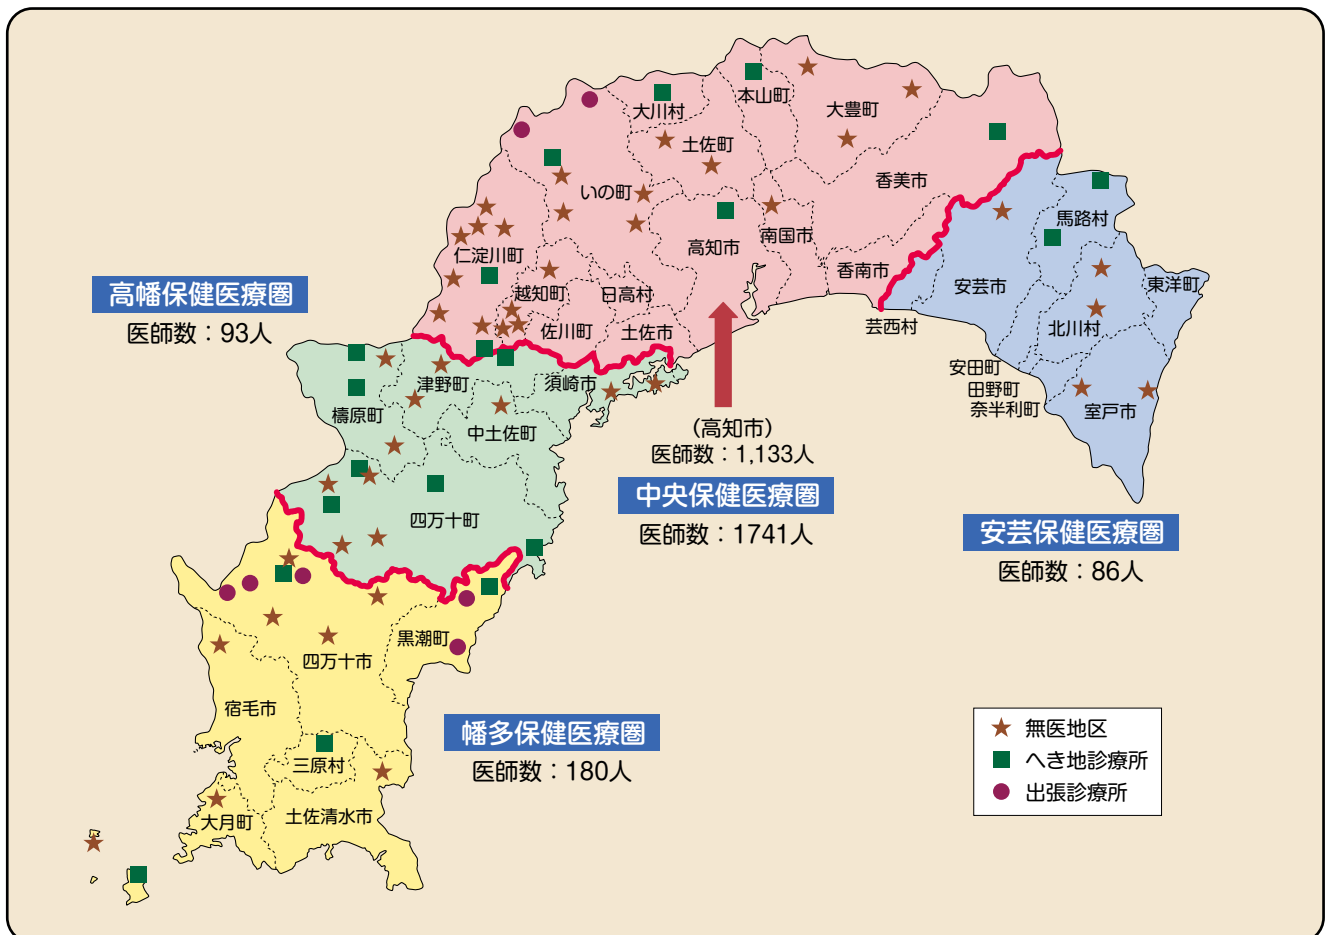 本山町
大川村
大豊町
土佐町
香美市
いの町
馬路村
南国市
高知市
仁淀川町
香南市
東洋町
安芸市
越知町
日高村
高幡保健医療圏
医師数：93人
芸西村
北川村
佐川町
土佐市
安田町
田野町
奈半利町
室戸市
津野町
須崎市
檮原町
中土佐町
（高知市）
医師数：1,133人
中央保健医療圏
医師数：1741人
四万十町
安芸保健医療圏
医師数：86人
黒潮町
四万十市
宿毛市
幡多保健医療圏
医師数：180人
三原村
大月町
土佐清水市
無医地区
へき地診療所
出張診療所